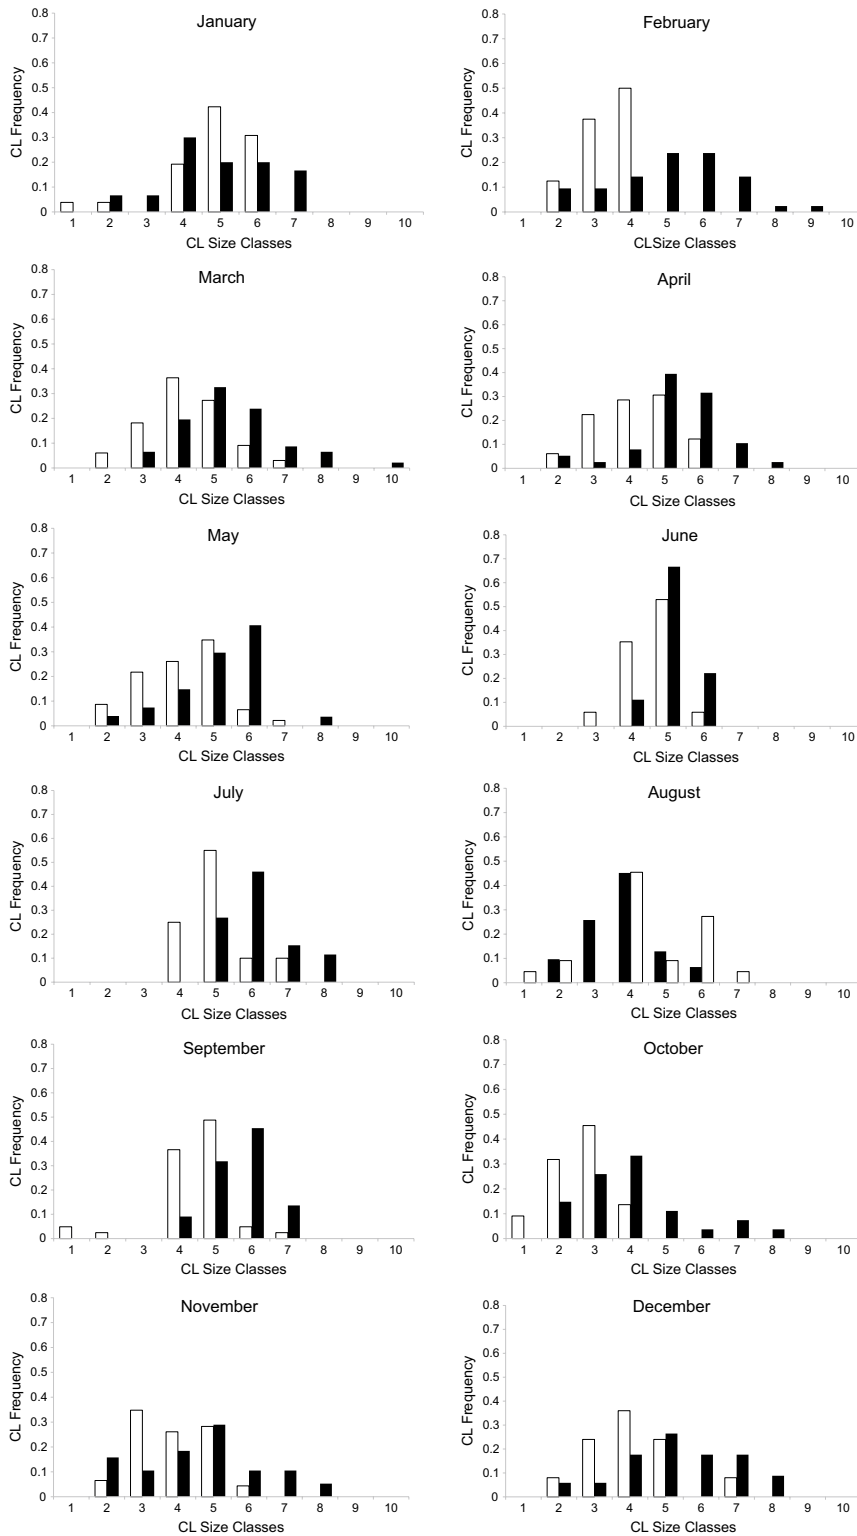 January
CL Frequency
0.8
0.7
0.6
0.5
0.4
0.3
0.2
0.1
0
1 2 3 4 5 6 7 8 9 10
CL Size Classes
February
CL Frequency
0.8
0.7
0.6
0.5
0.4
0.3
0.2
0.1
0
1 2 3 4 5 6 7 8 9 10
CLSize Classes
March
CL Frequency
0.8
0.7
0.6
0.5
0.4
0.3
0.2
0.1
0
1 2 3 4 5 6 7 8 9 10
CL Size Classes
April
CL Frequency
0.8
0.7
0.6
0.5
0.4
0.3
0.2
0.1
0
1 2 3 4 5 6 7 8 9 10
CL Size Classes
May
CL Frequency
0.8
0.7
0.6
0.5
0.4
0.3
0.2
0.1
0
1 2 3 4 5 6 7 8 9 10
CL Size Classes
June
CL Frequency
0.8
0.7
0.6
0.5
0.4
0.3
0.2
0.1
0
1 2 3 4 5 6 7 8 9 10
CL Size Classes
July
CL Frequency
0.8
0.7
0.6
0.5
0.4
0.3
0.2
0.1
0
1 2 3 4 5 6 7 8 9 10
CL Size Classes
August
CL Frequency
0.8
0.7
0.6
0.5
0.4
0.3
0.2
0.1
0
1 2 3 4 5 6 7 8 9 10
CL Size Classes
September
CL Frequency
0.8
0.7
0.6
0.5
0.4
0.3
0.2
0.1
0
1 2 3 4 5 6 7 8 9 10
CL Size Classes
October
CL Frequency
0.8
0.7
0.6
0.5
0.4
0.3
0.2
0.1
0
1 2 3 4 5 6 7 8 9 10
CL Size Classes
November
CL Frequency
0.8
0.7
0.6
0.5
0.4
0.3
0.2
0.1
0
1 2 3 4 5 6 7 8 9 10
CL Size Classes
December
CL Frequency
0.8
0.7
0.6
0.5
0.4
0.3
0.2
0.1
0
1 2 3 4 5 6 7 8 9 10
CL Size Classes